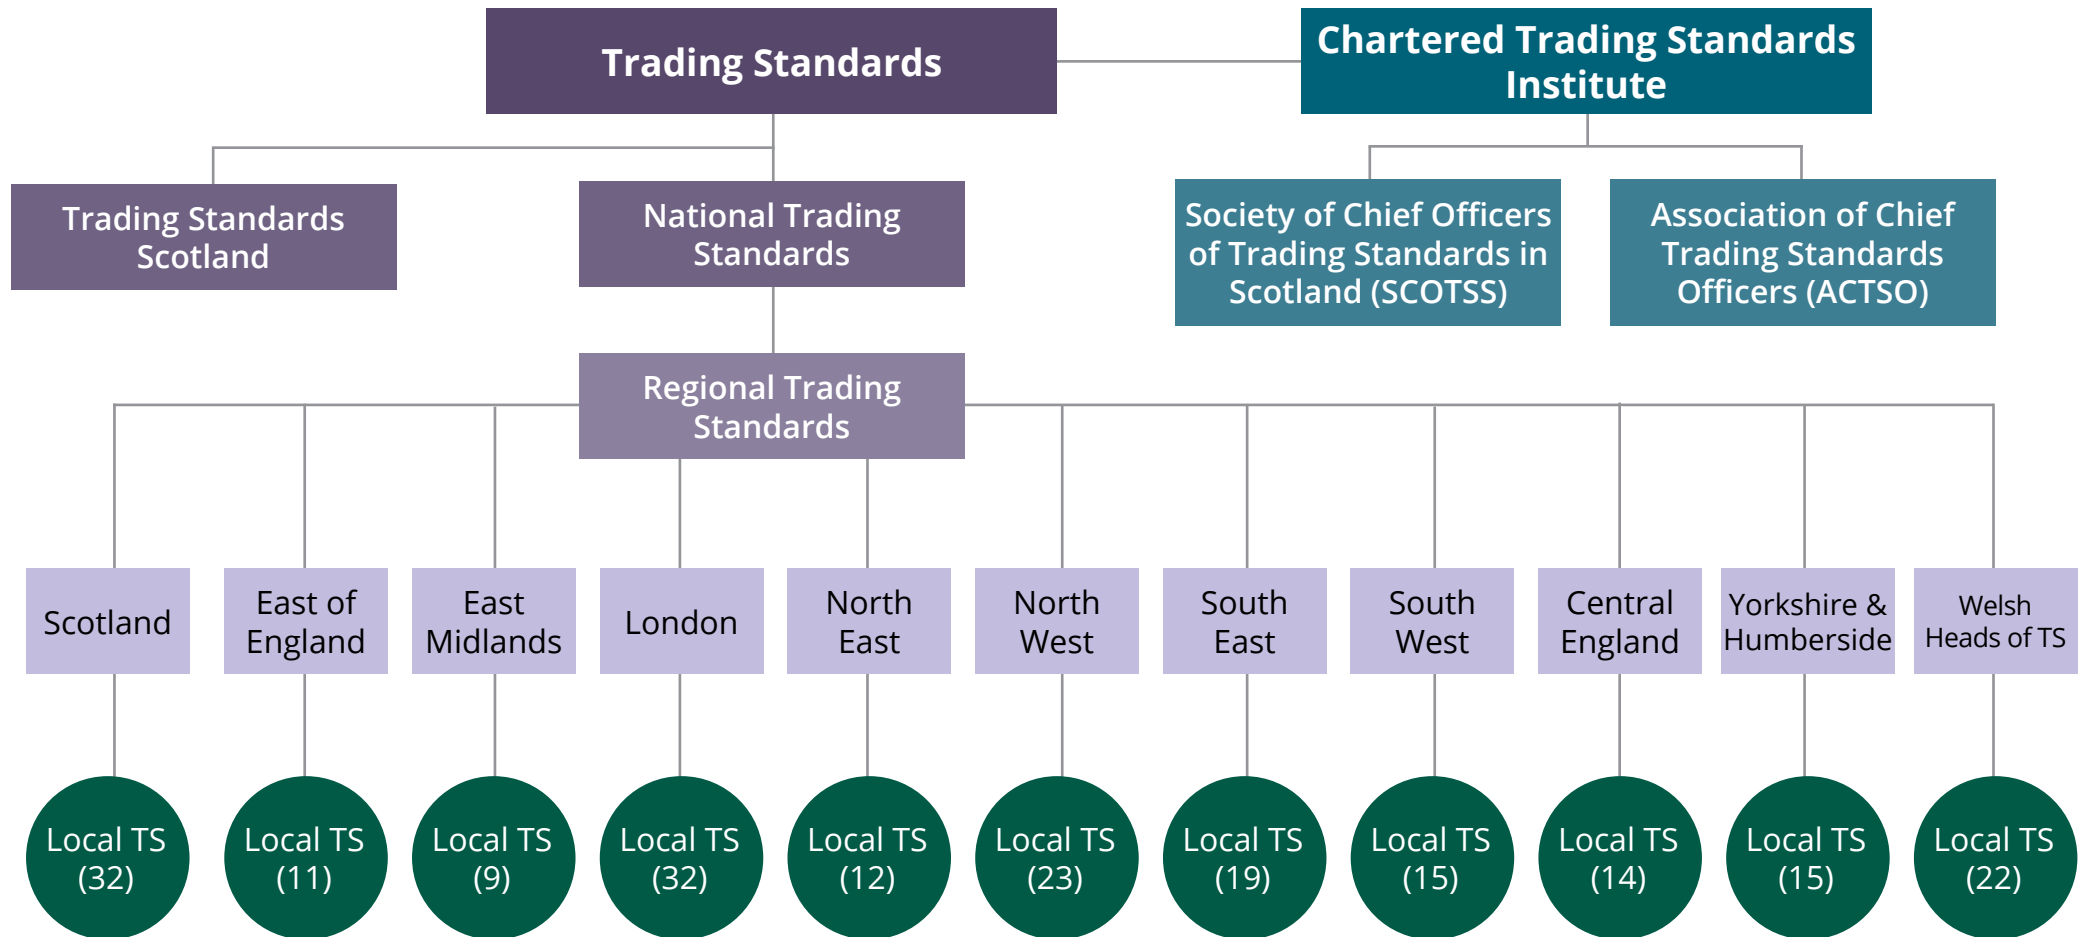 Trading Standards
Chartered Trading Standards
Institute
Trading Standards
Scotland
National Trading
Standards
Society of Chief Officers
of Trading Standards in
Scotland (SCOTSS)
Association of Chief
Trading Standards
Officers (ACTSO)
Regional Trading
Standards
Scotland
East of
England
East
Midlands
London
North
East
North
West
South
East
South
West
Central
England
Yorkshire &
Humberside
Welsh
Heads of TS
Local TS
(32)
Local TS
(11)
Local TS
(9)
Local TS
(32)
Local TS
(12)
Local TS
(23)
Local TS
(19)
Local TS
(15)
Local TS
(14)
Local TS
(15)
Local TS
(22)